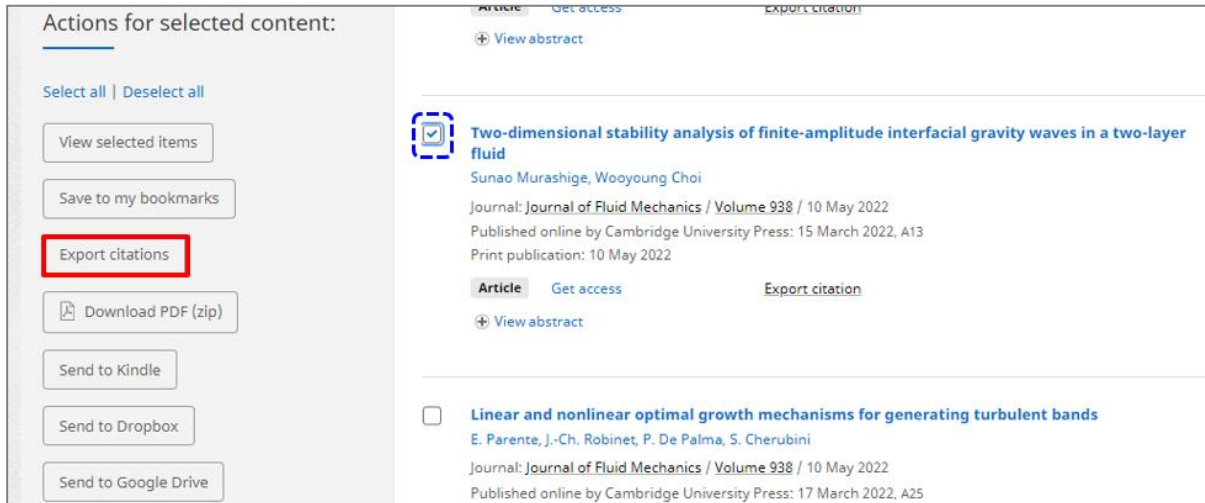 Actions for selected content:
Select all | Deselect all
View selected items
Save to my bookmarks
Export citations
Download PDF (zip)
Send to Kindle
Send to Dropbox
Send to Google Drive
Article Get access Export citation
View abstract
Two-dimensional stability analysis of finite-amplitude interfacial gravity waves in a two-layer
fluid
Sunao Murashige, Wooyoung Choi
Journal: Journal of Fluid Mechanics / Volume 938 / 10 May 2022
Published online by Cambridge University Press: 15 March 2022, A13
Print publication: 10 May 2022
Article Get access Export citation
View abstract
Linear and nonlinear optimal growth mechanisms for generating turbulent bands
E. Parente, J.-Ch. Robinet, P. De Palma, S. Cherubini
Journal: Journal of Fluid Mechanics / Volume 938 / 10 May 2022
Published online by Cambridge University Press: 17 March 2022, A25